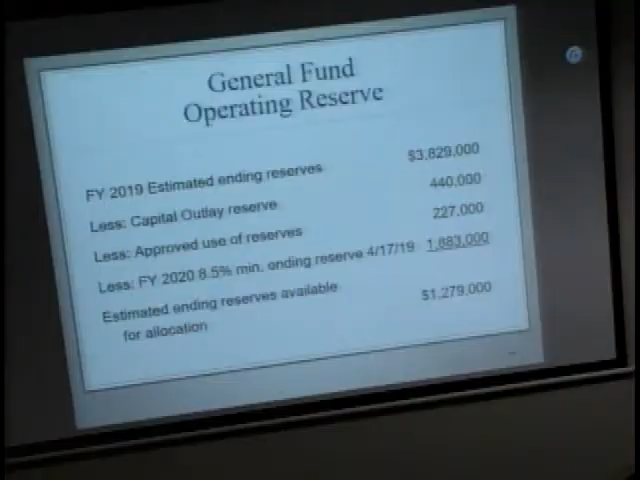 General Fund
Operating Reserve
FY 2019 Estimated ending reserves $3,829,000
Less: Capital Outlay reserve 440,000
Less: Approved use of reserves 227,000
Less: FY 2020 8.5% min. ending reserve 4/17/19 1,883,000
Estimated ending reserves available $1,279,000
for allocation